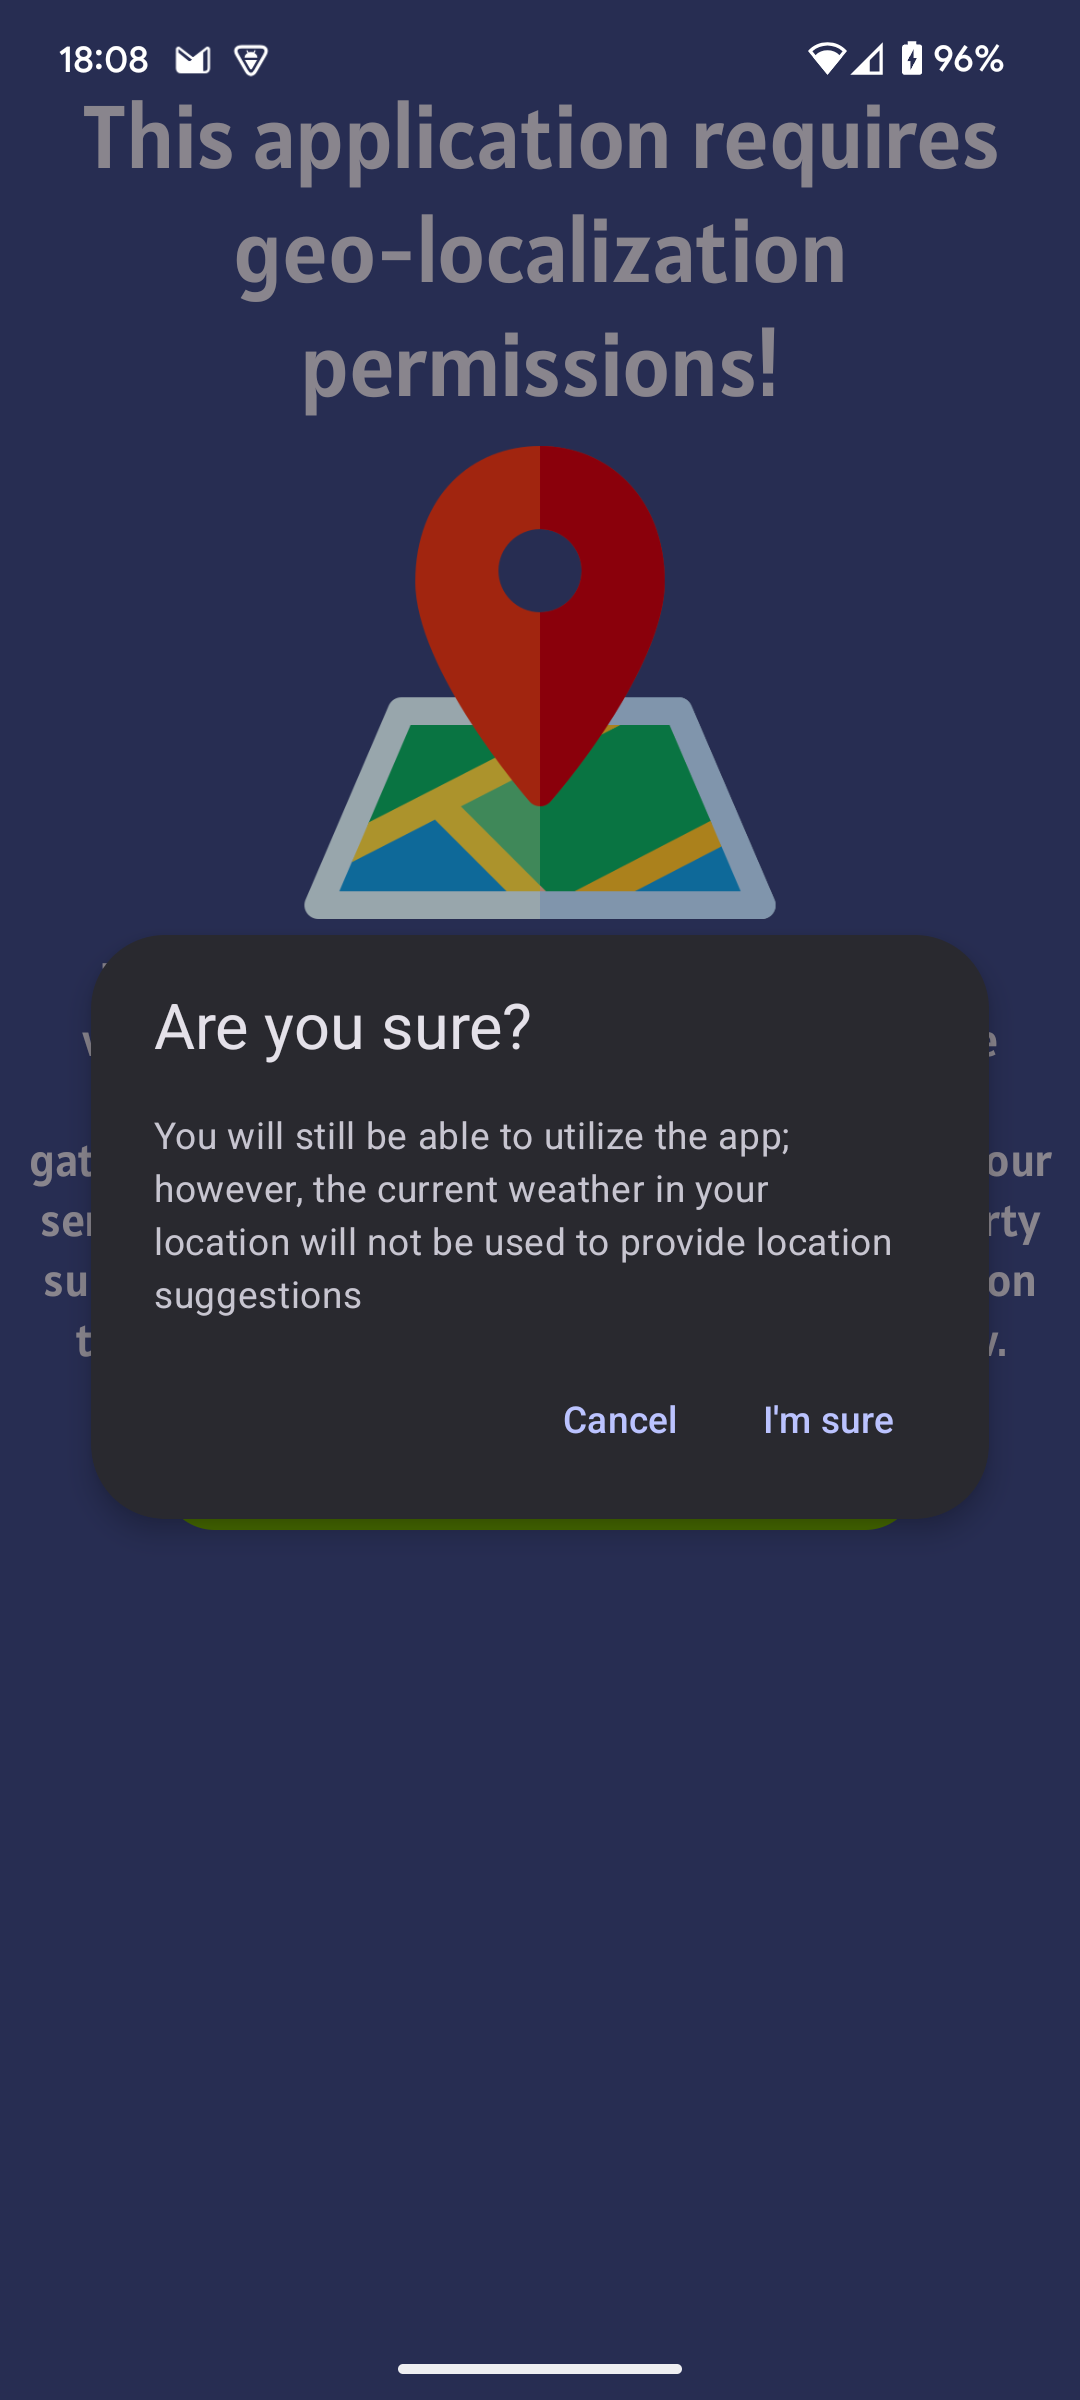 18:08 96%
This application requires
geo-localization
permissions!
Are you sure?
You will still be able to utilize the app;
however, the current weather in your
location will not be used to provide location
suggestions
Cancel I'm sure